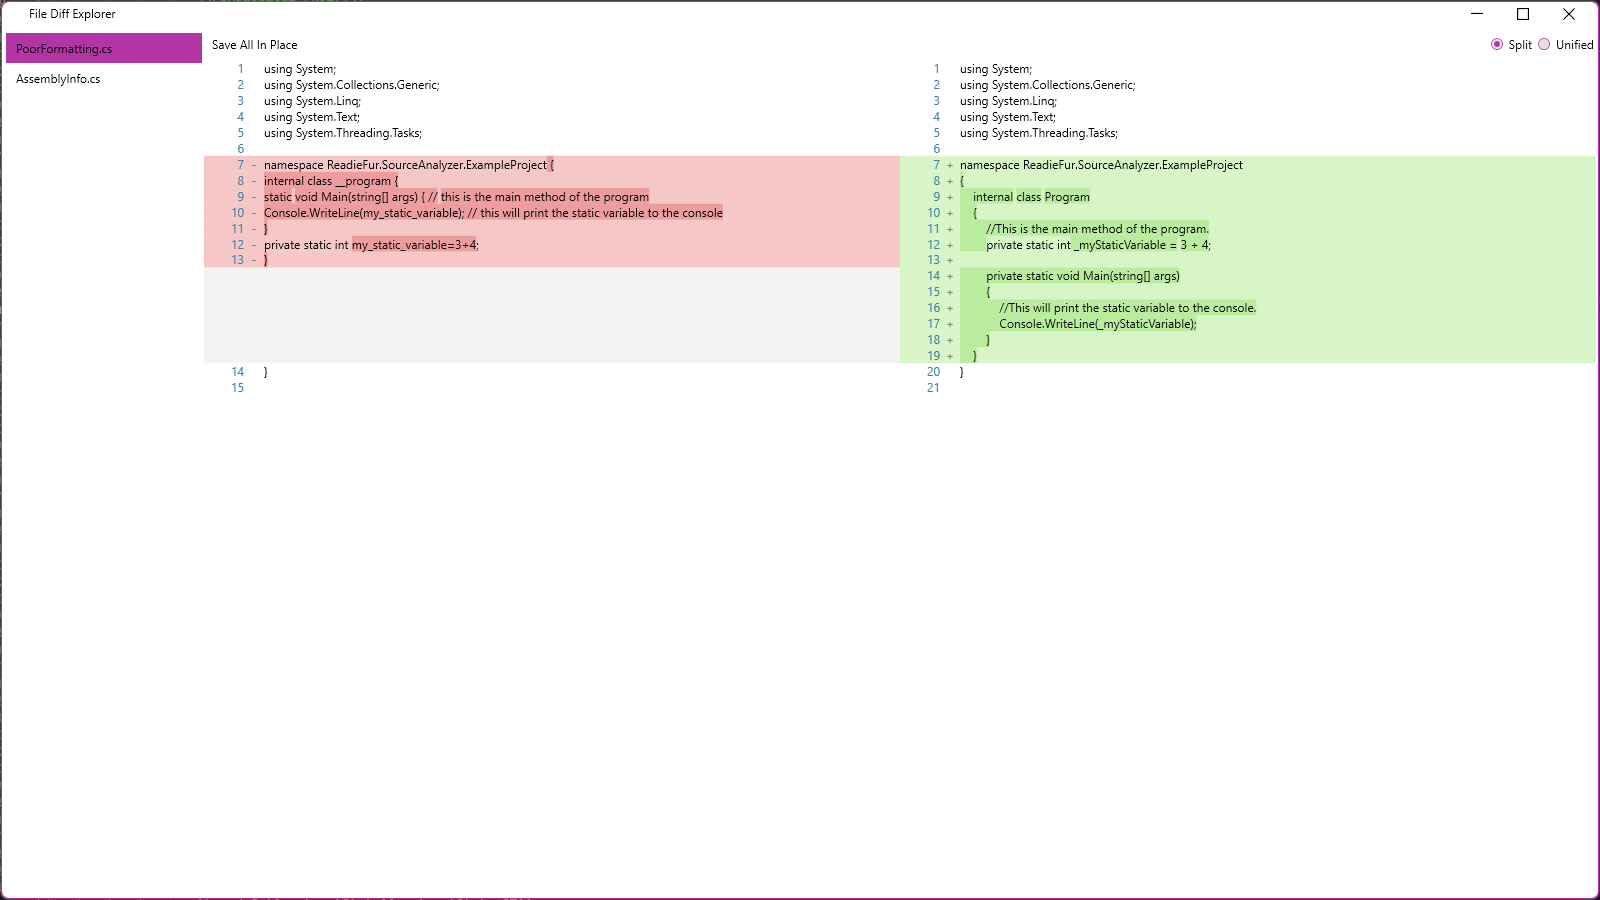 File Diff Explorer
PoorFormatting.cs
AssemblyInfo.cs
Save All In Place
Split Unified
1 using System;
2 using System.Collections.Generic;
3 using System.Linq;
4 using System.Text;
5 using System.Threading.Tasks;
6
7 - namespace ReadieFur.SourceAnalyzer.ExampleProject {
8 - internal class __program {
9 - static void Main(string[] args) { // this is the main method of the program
10 - Console.WriteLine(my_static_variable); // this will print the static variable to the console
11 - }
12 - private static int my_static_variable=3+4;
13 - }
14 }
15
1 using System;
2 using System.Collections.Generic;
3 using System.Linq;
4 using System.Text;
5 using System.Threading.Tasks;
6
7 + namespace ReadieFur.SourceAnalyzer.ExampleProject
8 + {
9 + internal class Program
10 + {
11 + //This is the main method of the program.
12 + private static int _myStaticVariable = 3 + 4;
13 +
14 + private static void Main(string[] args)
15 + {
16 + //This will print the static variable to the console.
17 + Console.WriteLine(_myStaticVariable);
18 + }
19 + }
20 }
21